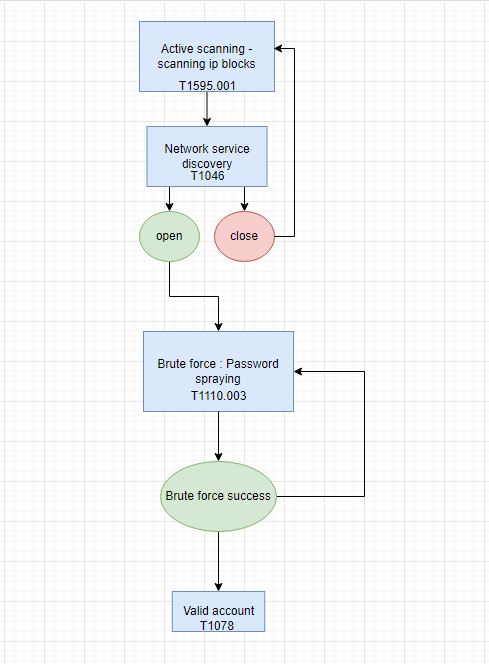 Active scanning -
scanning ip blocks
T1595.001
Network service
discovery
T1046
open
close
Brute force : Password
spraying
T1110.003
Brute force success
Valid account
T1078